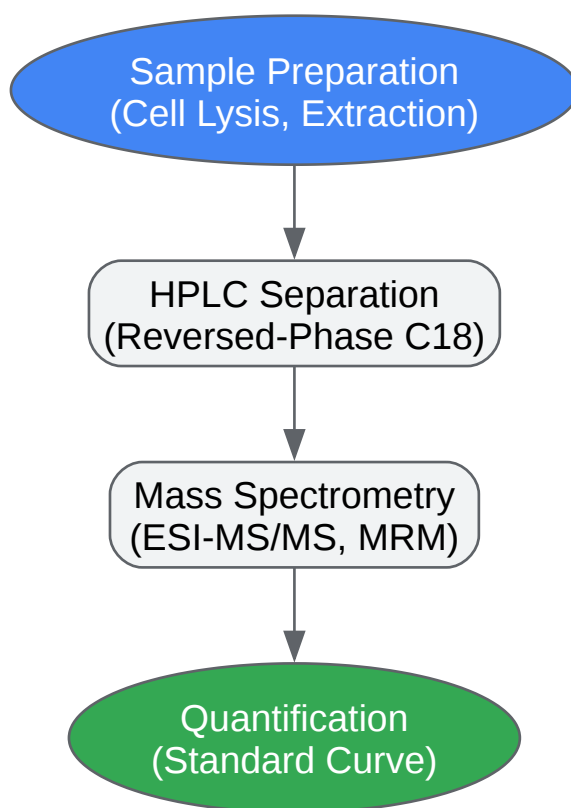 Sample Preparation
(Cell Lysis, Extraction)
HPLC Separation
(Reversed-Phase C18)
Mass Spectrometry
(ESI-MS/MS, MRM)
Quantification
(Standard Curve)